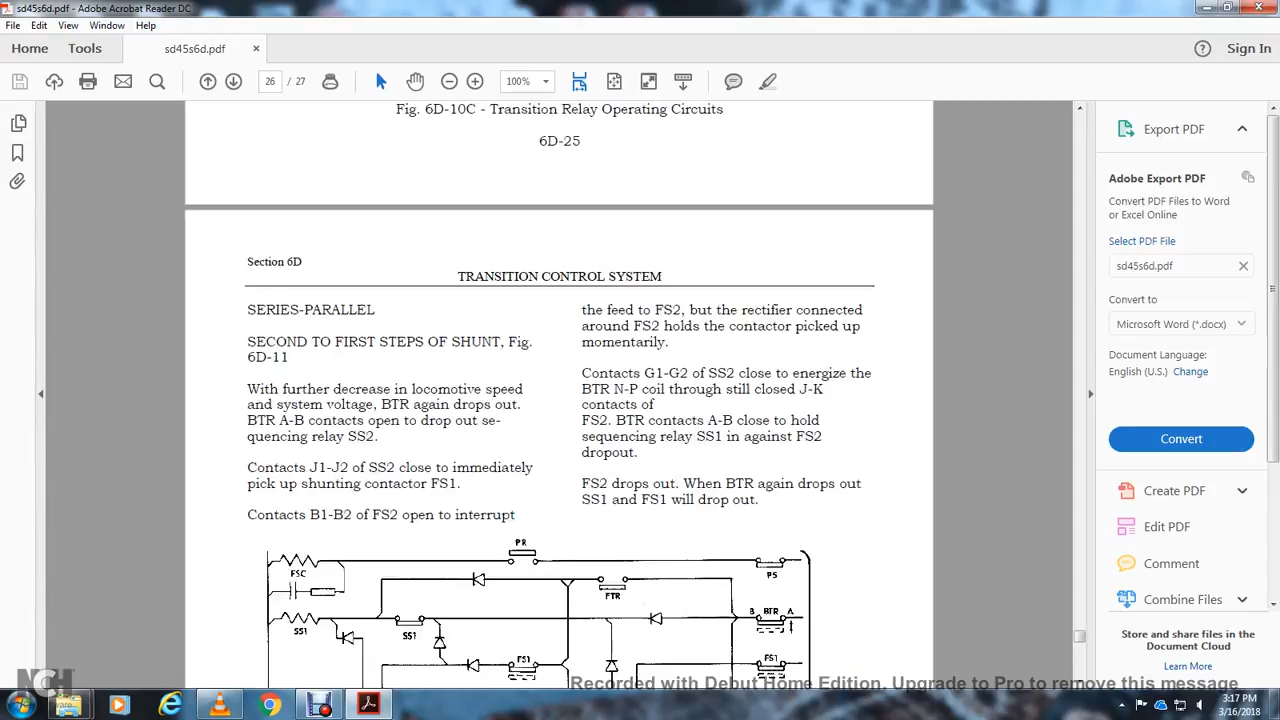 sd45s6d.pdf - Adobe Acrobat Reader DC
File Edit View Window Help
Home Tools sd45s6d.pdf × Sign In
26 / 27 100%
Fig. 6D-10C - Transition Relay Operating Circuits
6D-25
Section 6D
TRANSITION CONTROL SYSTEM
SERIES-PARALLEL
SECOND TO FIRST STEPS OF SHUNT, Fig.
6D-11
With further decrease in locomotive speed
and system voltage, BTR again drops out.
BTR A-B contacts open to drop out se-
quencing relay SS2.
Contacts J1-J2 of SS2 close to immediately
pick up shunting contactor FS1.
Contacts B1-B2 of FS2 open to interrupt
the feed to FS2, but the rectifier connected
around FS2 holds the contactor picked up
momentarily.
Contacts G1-G2 of SS2 close to energize the
BTR N-P coil through still closed J-K
contacts of
FS2. BTR contacts A-B close to hold
sequencing relay SS1 in against FS2
dropout.
FS2 drops out. When BTR again drops out
SS1 and FS1 will drop out.
PR
FSC
PS
FTR
B BTR A
SS1
SS1
FS1
FS1
Export PDF
Adobe Export PDF
Convert PDF Files to Word
or Excel Online
Select PDF File
sd45s6d.pdf
Convert to
Microsoft Word (*.docx)
Document Language:
English (U.S.) Change
Convert
Create PDF
Edit PDF
Comment
Combine Files
Store and share files in the
Document Cloud
Learn More
NCH
Recorded with Debut Home Edition. Upgrade to Pro to remove this message
3:17 PM
3/16/2018